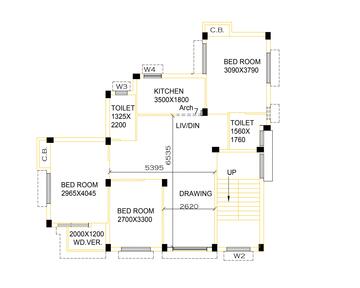 C.B.
BED ROOM
3090X3790
W4
KITCHEN
3500X1800
W3
Arch
TOILET
1325X
2200
LIV/DIN
TOILET
1560X
1760
C.B.
5395
6535
UP
BED ROOM
2965X4045
DRAWING
BED ROOM
2700X3300
2620
2000X1200
WD.VER.
W2